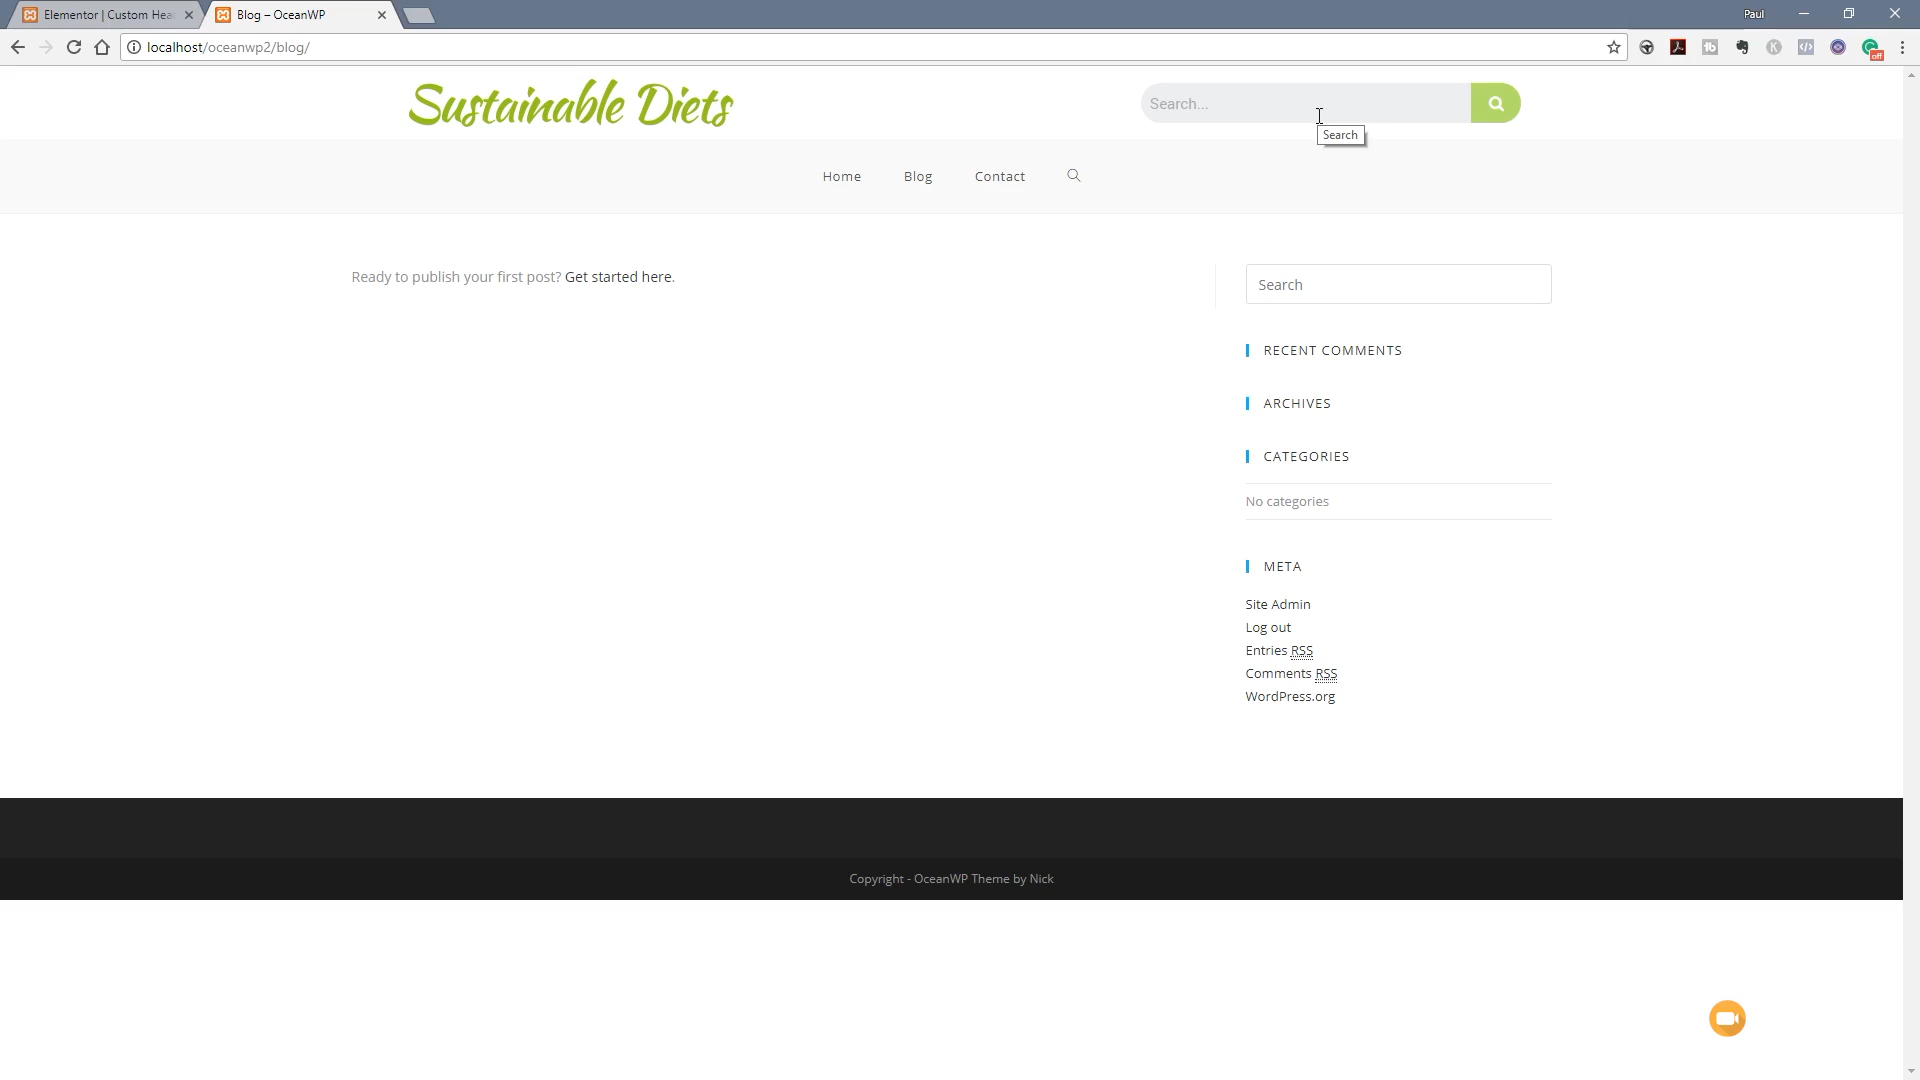 Elementor | Custom Hea
Blog – OceanWP
Paul
localhost/oceanwp2/blog/
off
Sustainable Diets
Search...
Search
Home
Blog
Contact
Ready to publish your first post? Get started here.
Search
RECENT COMMENTS
ARCHIVES
CATEGORIES
No categories
META
Site Admin
Log out
Entries RSS
Comments RSS
WordPress.org
Copyright - OceanWP Theme by Nick